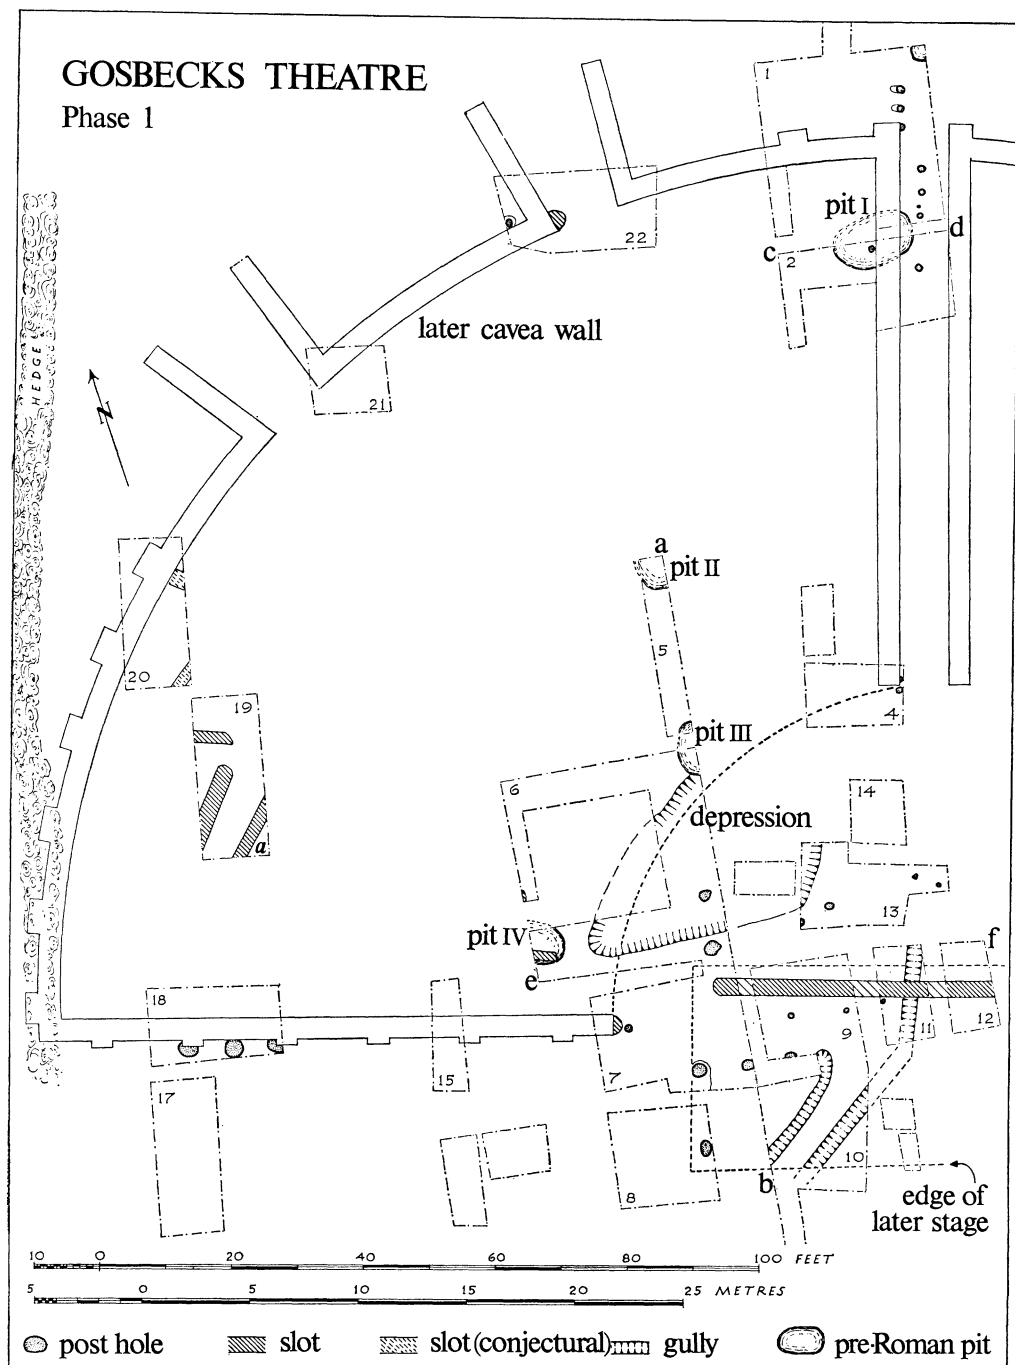 GOSBECKS THEATRE
Phase 1
1
pit I
d
c
2
22
later cavea wall
HEDGE
21
N
a
pit II
5
20
19
4
pit III
6
14
depression
a
13
pit IV
f
e
18
9
11
12
7
15
17
10
b
8
edge of
later stage
10 0 20 40 60 80 100 FEET
5 0 5 10 15 20 25 METRES
post hole slot slot (conjectural) gully pre-Roman pit